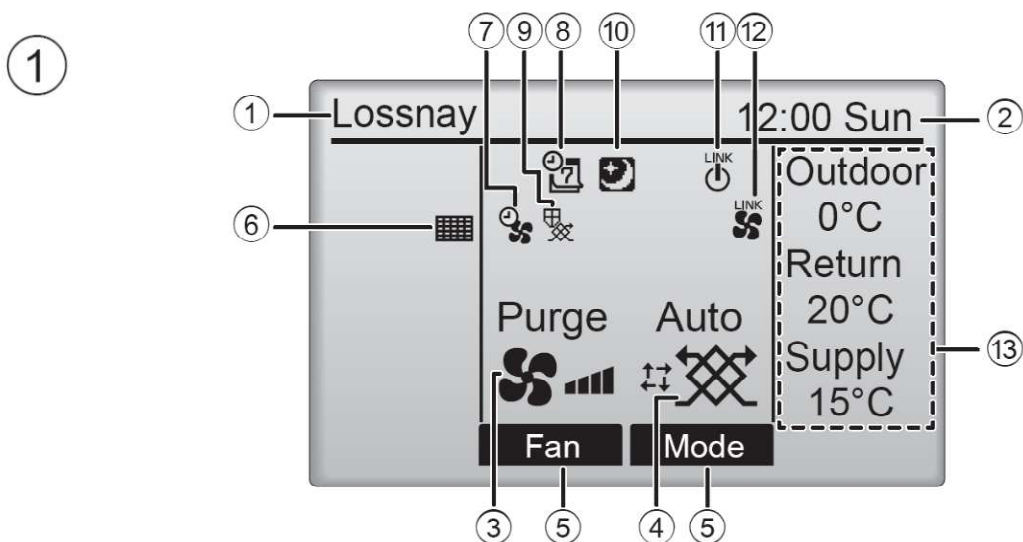 1
7 9 8 10 11 12
1 Lossnay 12:00 Sun 2
LINK
7
Outdoor
LINK
0°C
6
Return
Purge Auto 20°C
13
Supply
15°C
Fan Mode
3 5 4 5